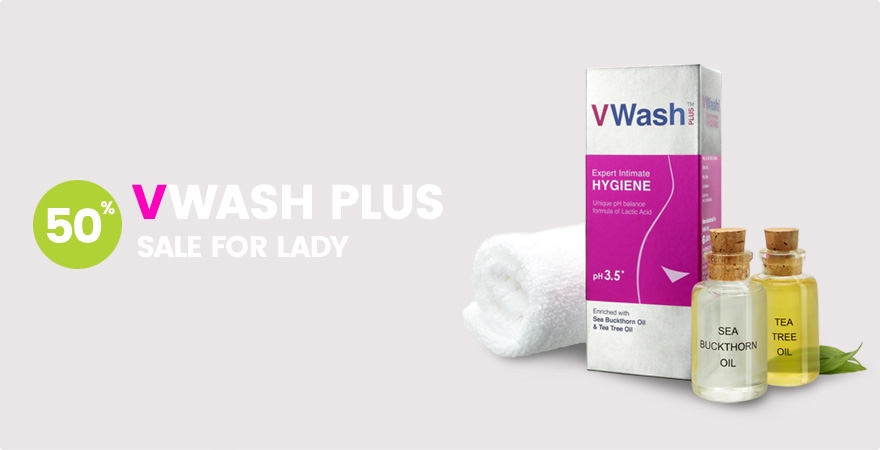 50%
VWASH PLUS
SALE FOR LADY
VWash PLUS™
Expert Intimate
HYGIENE
Unique pH balance
formula of Lactic Acid
pH 3.5*
Enriched with
Sea Buckthorn Oil
& Tea Tree Oil
SEA
BUCKTHORN
OIL
TEA
TREE
OIL